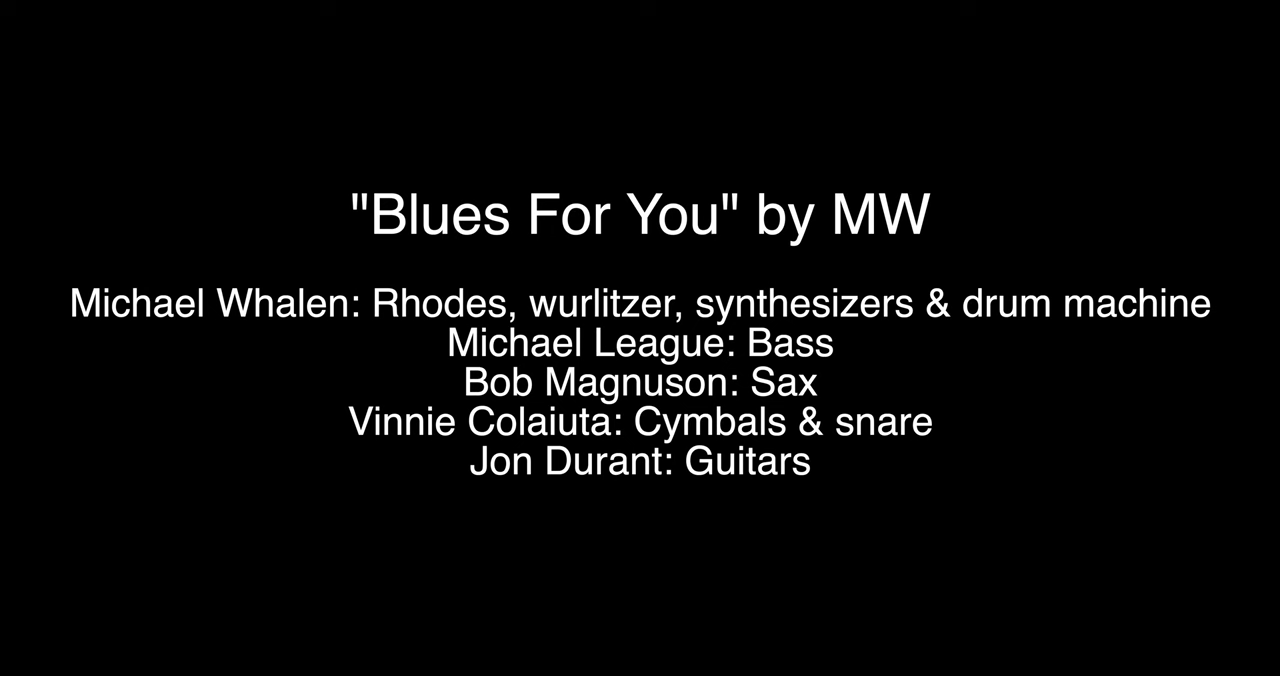 "Blues For You" by MW
Michael Whalen: Rhodes, wurlitzer, synthesizers & drum machine
Michael League: Bass
Bob Magnuson: Sax
Vinnie Colaiuta: Cymbals & snare
Jon Durant: Guitars